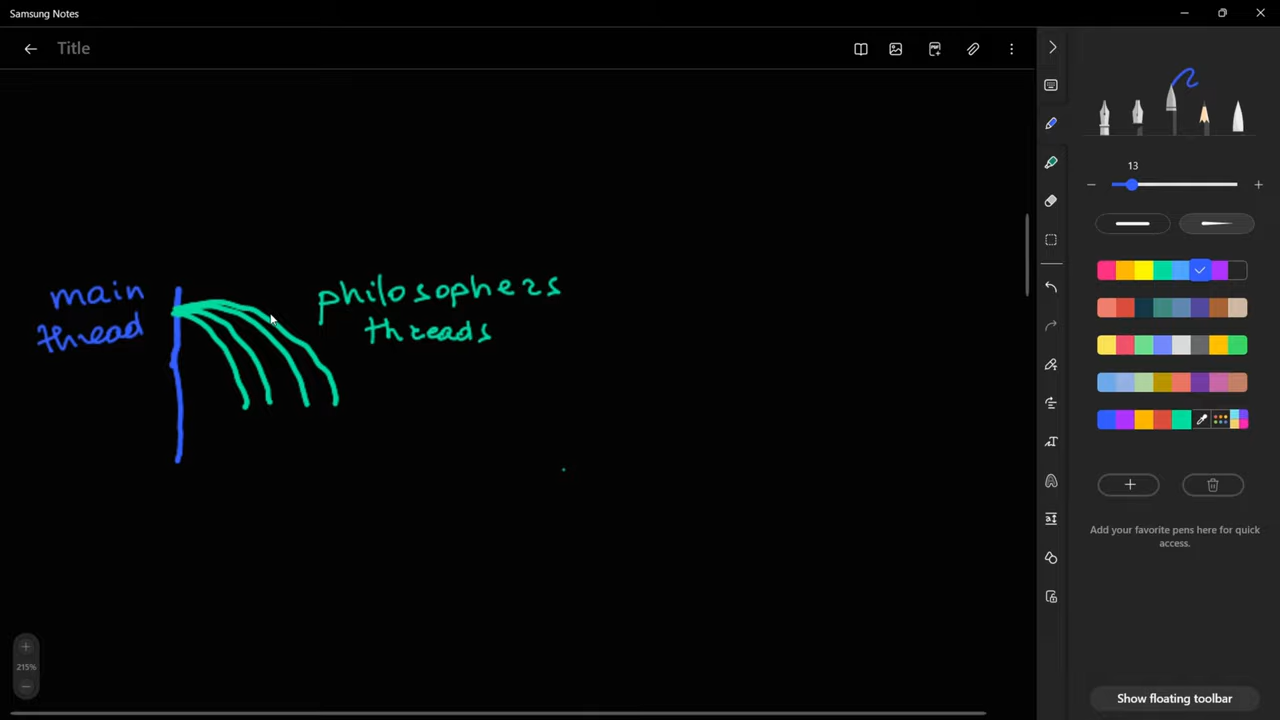 Samsung Notes
Title
main
thread
philosophers
threads
13
215%
Add your favorite pens here for quick
access.
Show floating toolbar